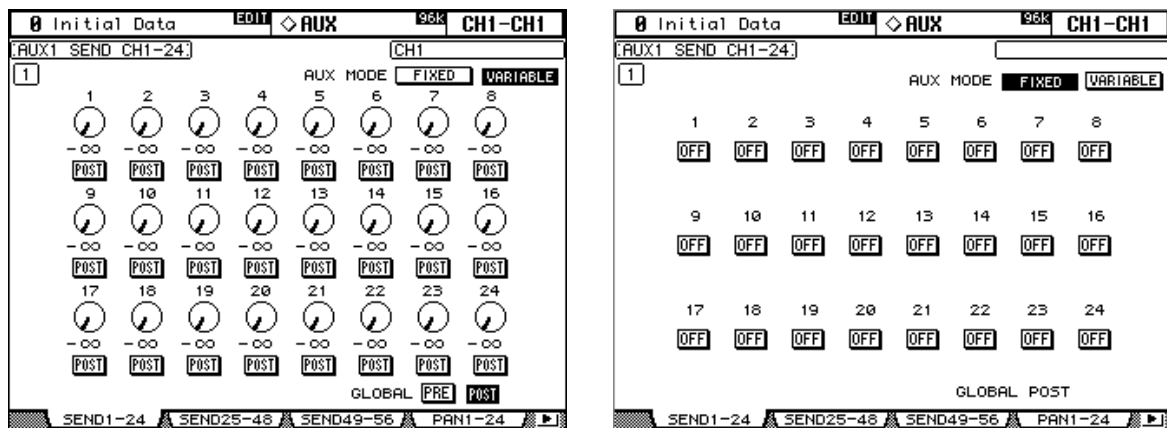 0 Initial Data EDIT ◇AUX 96k CH1-CH1
AUX1 SEND CH1-24 CH1
1 AUX MODE FIXED VARIABLE
1 2 3 4 5 6 7 8
-∞ -∞ -∞ -∞ -∞ -∞ -∞ -∞
POST POST POST POST POST POST POST POST
9 10 11 12 13 14 15 16
-∞ -∞ -∞ -∞ -∞ -∞ -∞ -∞
POST POST POST POST POST POST POST POST
17 18 19 20 21 22 23 24
-∞ -∞ -∞ -∞ -∞ -∞ -∞ -∞
POST POST POST POST POST POST POST POST
GLOBAL PRE POST
SEND1-24 SEND25-48 SEND49-56 PAN1-24
0 Initial Data EDIT ◇AUX 96k CH1-CH1
AUX1 SEND CH1-24
1 AUX MODE FIXED VARIABLE
1 2 3 4 5 6 7 8
OFF OFF OFF OFF OFF OFF OFF OFF
9 10 11 12 13 14 15 16
OFF OFF OFF OFF OFF OFF OFF OFF
17 18 19 20 21 22 23 24
OFF OFF OFF OFF OFF OFF OFF OFF
GLOBAL POST
SEND1-24 SEND25-48 SEND49-56 PAN1-24